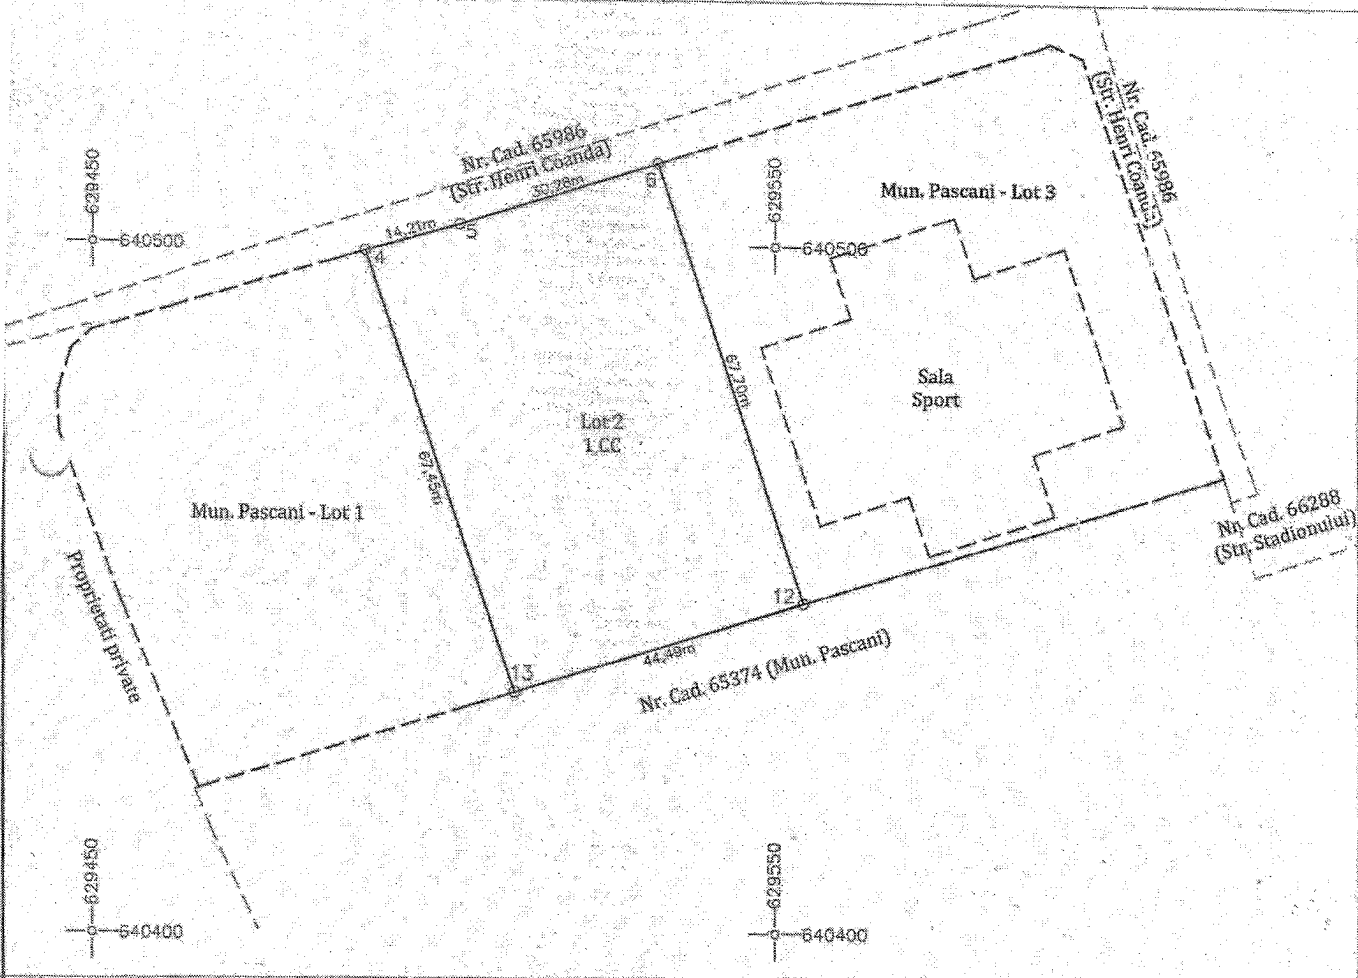 Nr. Cad. 65986
(Str. Henri Coanda)
Nr. Cad. 65986
(Str. Henri Coanda)
629450
640500
14,21m
30,28m
4
5
6
629550
640500
Mun. Pascani - Lot 3
Sala
Sport
Lot 2
1 CC
67,45m
67,20m
Mun. Pascani - Lot 1
Proprietati private
Nr. Cad. 66288
(Str. Stadionului)
12
13
44,49m
Nr. Cad. 65374 (Mun. Pascani)
629450
640400
629550
640400